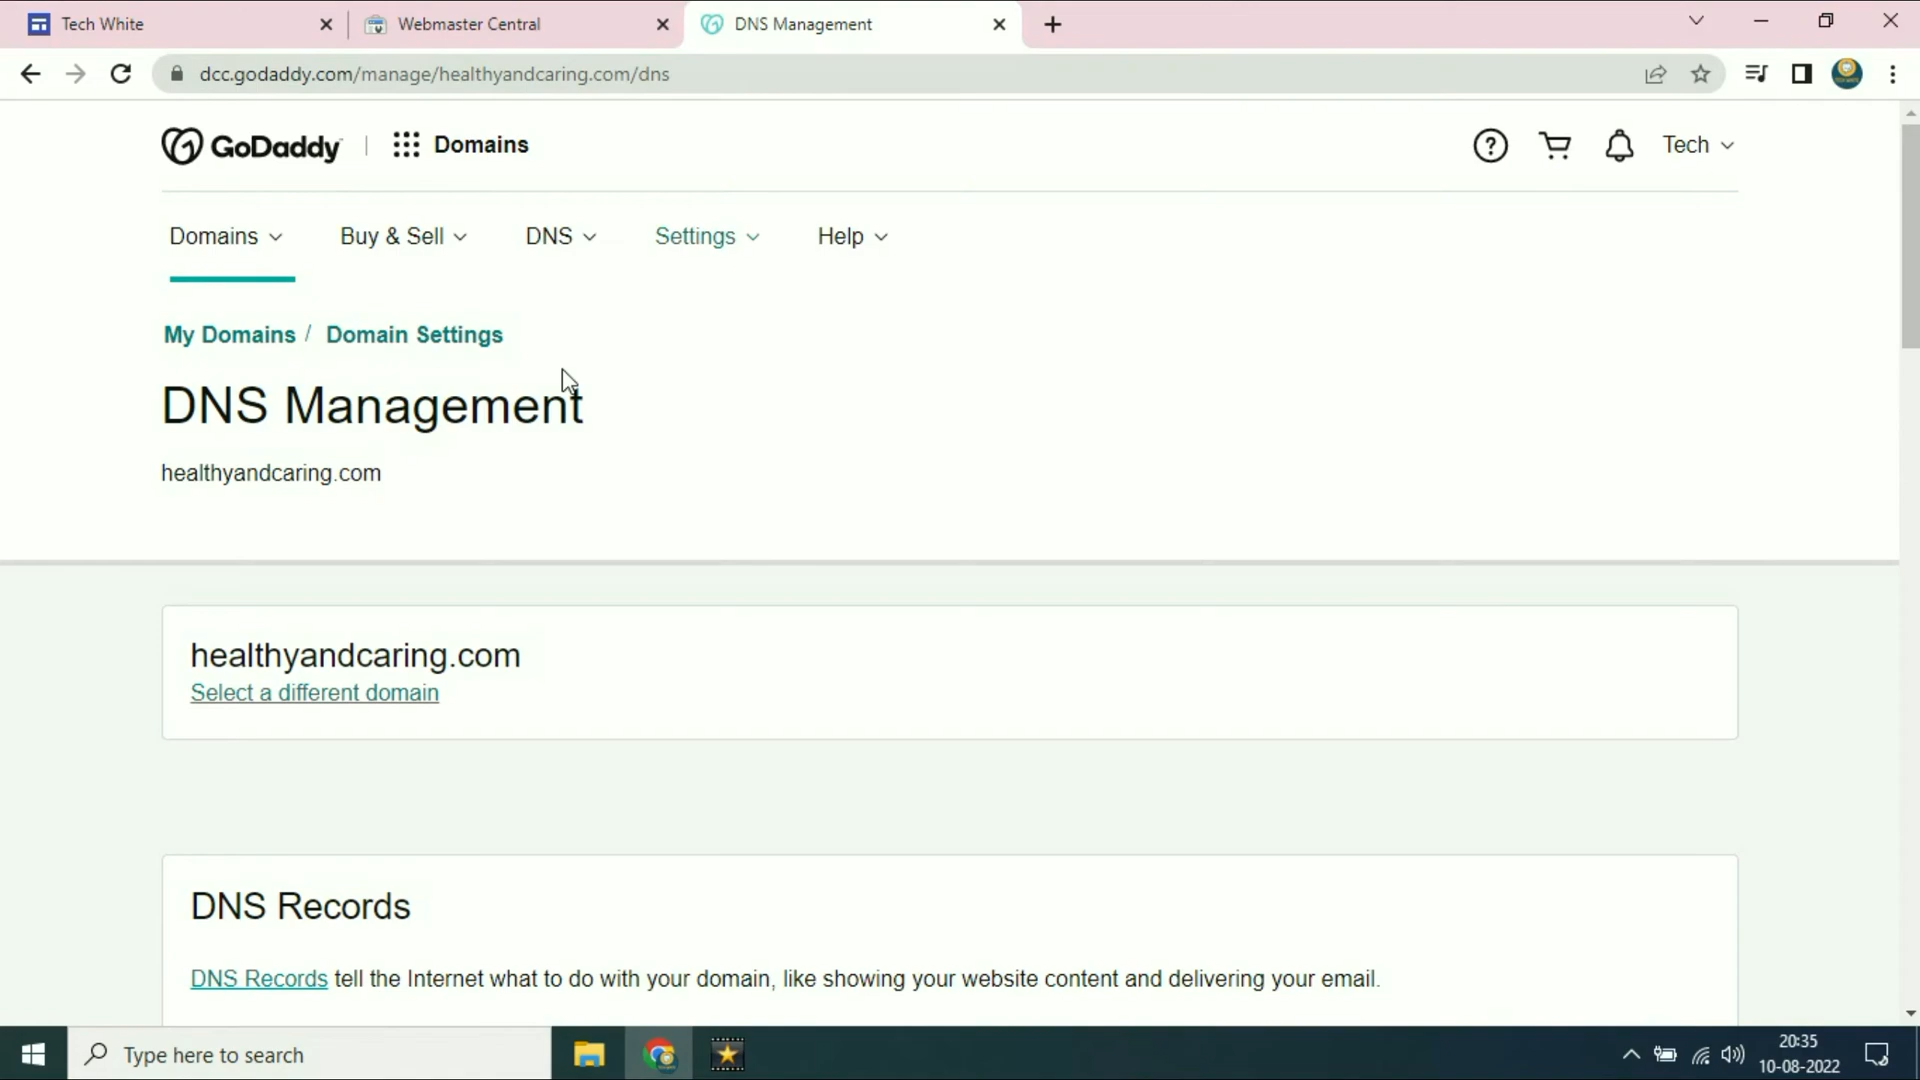 Tech White
Webmaster Central
DNS Management
dcc.godaddy.com/manage/healthyandcaring.com/dns
GoDaddy
Domains
Tech
Domains
Buy & Sell
DNS
Settings
Help
My Domains / Domain Settings
DNS Management
healthyandcaring.com
healthyandcaring.com
Select a different domain
DNS Records
DNS Records tell the Internet what to do with your domain, like showing your website content and delivering your email.
Type here to search
20:35
10-08-2022